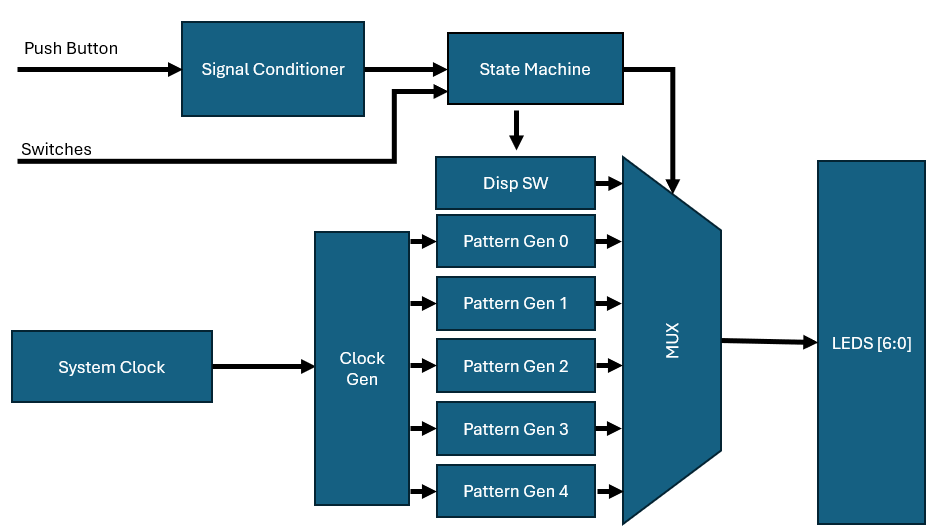 Push Button
Signal Conditioner
State Machine
Switches
Disp SW
Pattern Gen 0
Pattern Gen 1
Pattern Gen 2
Pattern Gen 3
Pattern Gen 4
System Clock
Clock
Gen
MUX
LEDS [6:0]